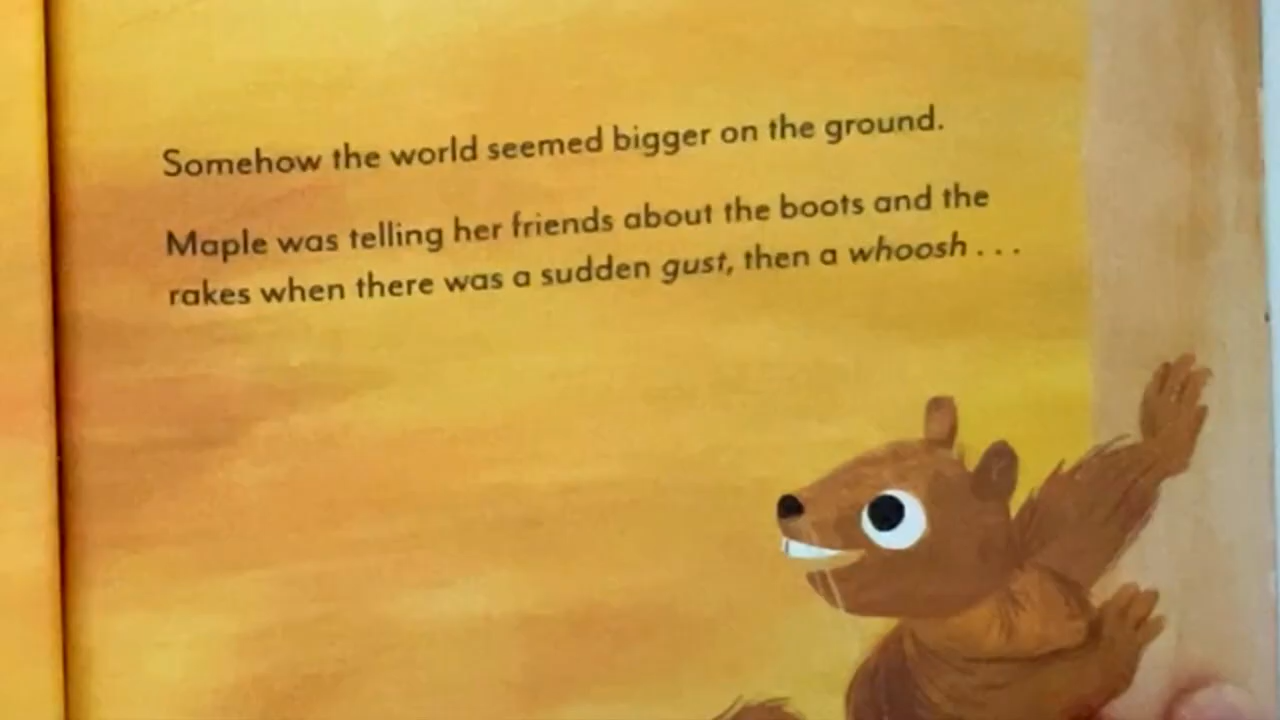 Somehow the world seemed bigger on the ground.
Maple was telling her friends about the boots and the
rakes when there was a sudden gust, then a whoosh . . .